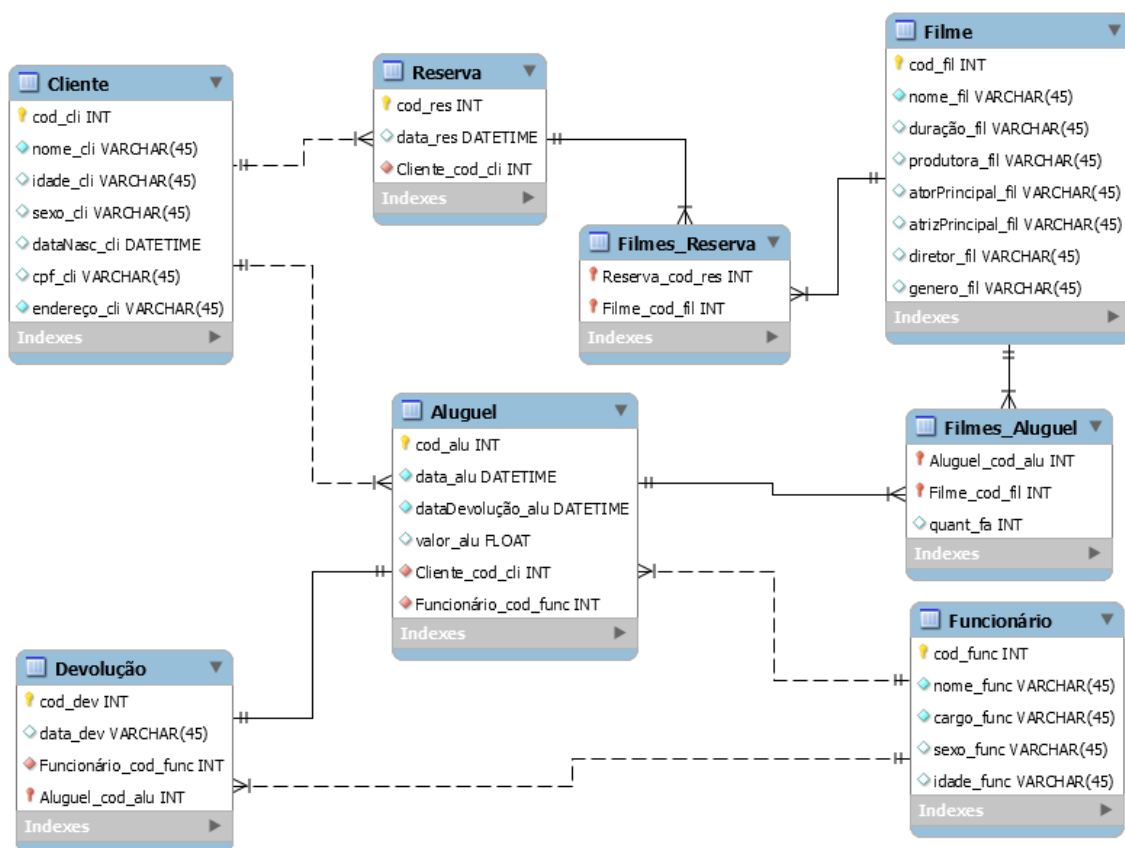 Cliente
cod_cli INT
nome_cli VARCHAR(45)
idade_cli VARCHAR(45)
sexo_cli VARCHAR(45)
dataNasc_cli DATETIME
cpf_cli VARCHAR(45)
endereço_cli VARCHAR(45)
Indexes
Reserva
cod_res INT
data_res DATETIME
Cliente_cod_cli INT
Indexes
Filme
cod_fil INT
nome_fil VARCHAR(45)
duração_fil VARCHAR(45)
produtora_fil VARCHAR(45)
atorPrincipal_fil VARCHAR(45)
atrizPrincipal_fil VARCHAR(45)
diretor_fil VARCHAR(45)
genero_fil VARCHAR(45)
Indexes
Filmes_Reserva
Reserva_cod_res INT
Filme_cod_fil INT
Indexes
Aluguel
cod_alu INT
data_alu DATETIME
dataDevolução_alu DATETIME
valor_alu FLOAT
Cliente_cod_cli INT
Funcionário_cod_func INT
Indexes
Filmes_Aluguel
Aluguel_cod_alu INT
Filme_cod_fil INT
quant_fa INT
Indexes
Devolução
cod_dev INT
data_dev VARCHAR(45)
Funcionário_cod_func INT
Aluguel_cod_alu INT
Indexes
Funcionário
cod_func INT
nome_func VARCHAR(45)
cargo_func VARCHAR(45)
sexo_func VARCHAR(45)
idade_func VARCHAR(45)
Indexes